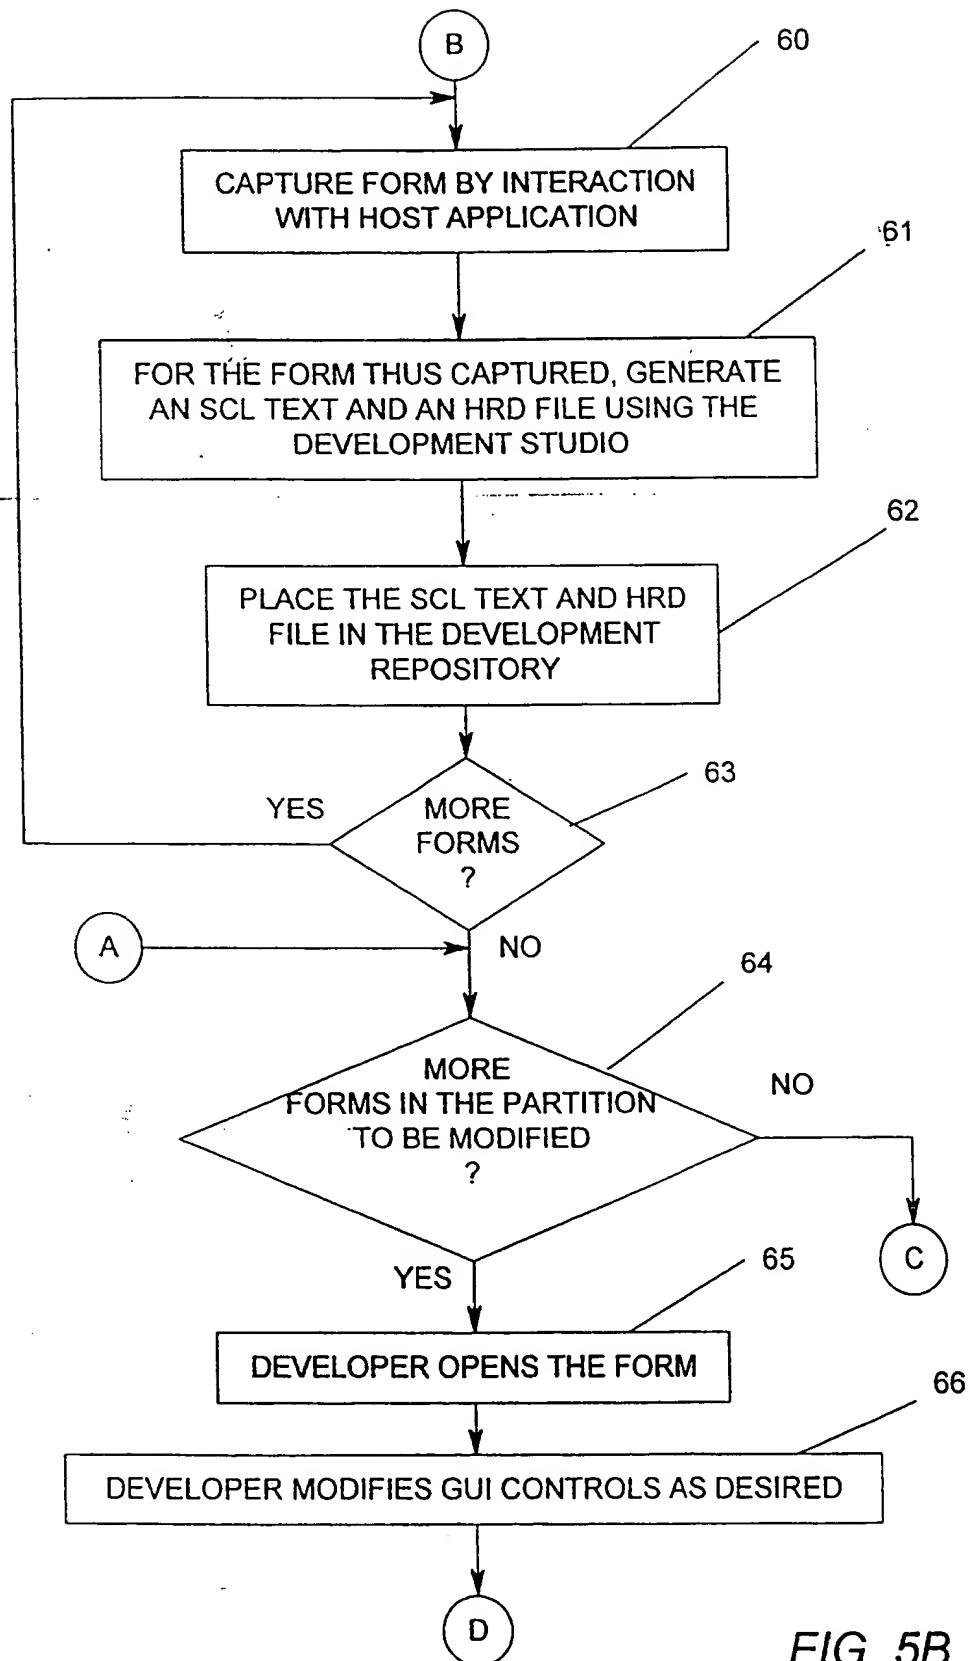 B
60
CAPTURE FORM BY INTERACTION
WITH HOST APPLICATION
61
FOR THE FORM THUS CAPTURED, GENERATE
AN SCL TEXT AND AN HRD FILE USING THE
DEVELOPMENT STUDIO
62
PLACE THE SCL TEXT AND HRD
FILE IN THE DEVELOPMENT
REPOSITORY
63
YES
MORE
FORMS
?
A
NO
64
MORE
FORMS IN THE PARTITION
TO BE MODIFIED
?
NO
C
YES
65
DEVELOPER OPENS THE FORM
66
DEVELOPER MODIFIES GUI CONTROLS AS DESIRED
D
FIG. 5B